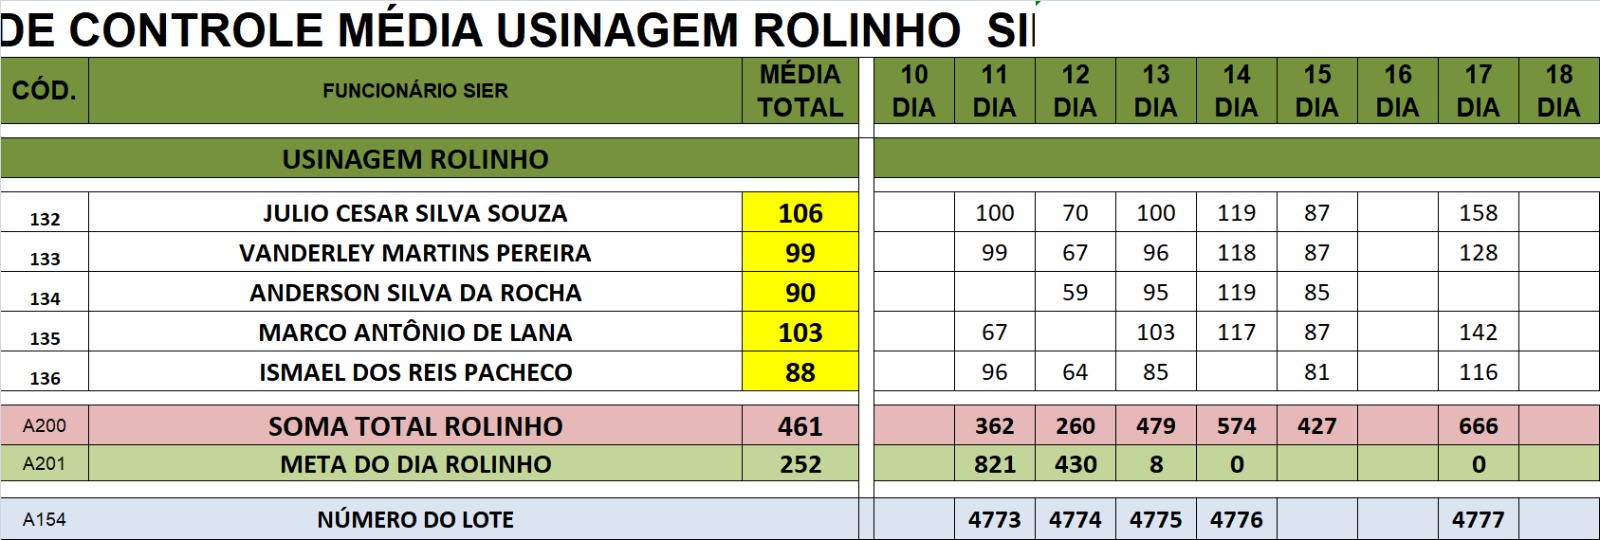 DE CONTROLE MÉDIA USINAGEM ROLINHO
CÓD. FUNCIONÁRIO SIER MÉDIA TOTAL 10 DIA 11 DIA 12 DIA 13 DIA 14 DIA 15 DIA 16 DIA 17 DIA 18 DIA
USINAGEM ROLINHO
132 JULIO CESAR SILVA SOUZA 106 100 70 100 119 87 158
133 VANDERLEY MARTINS PEREIRA 99 99 67 96 118 87 128
134 ANDERSON SILVA DA ROCHA 90 59 95 119 85
135 MARCO ANTÔNIO DE LANA 103 67 103 117 87 142
136 ISMAEL DOS REIS PACHECO 88 96 64 85 81 116
A200 SOMA TOTAL ROLINHO 461 362 260 479 574 427 666
A201 META DO DIA ROLINHO 252 821 430 8 0 0
A154 NÚMERO DO LOTE 4773 4774 4775 4776 4777